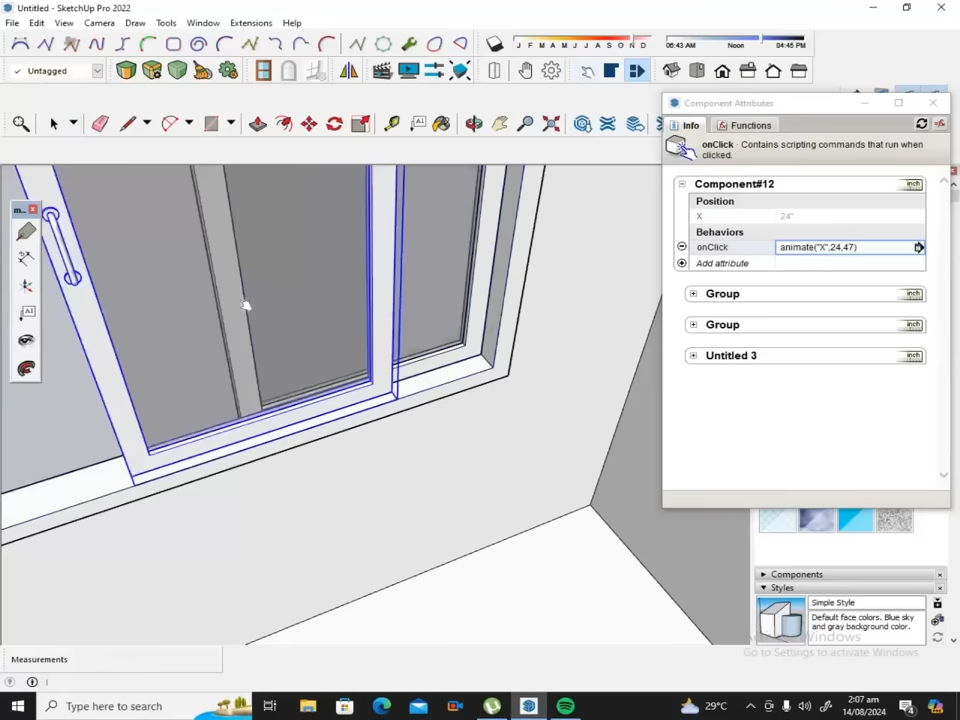 Untitled - SketchUp Pro 2022
File Edit View Camera Draw Tools Window Extensions Help
Untagged
J F M A M J J A S O N D
06:43 AM Noon 04:45 PM
Component Attributes
Info Functions
onClick - Contains scripting commands that run when
clicked.
Component#12
inch
Position
X 24"
Behaviors
onClick animate("X",24,47)
Add attribute
Group inch
Group inch
Untitled 3 inch
m...
A1
Components
Styles
Simple Style
Default face colors. Blue sky
and gray background color.
Activate Windows
Go to Settings to activate Windows.
Measurements
Type here to search
29°C
2:07 am
14/08/2024
4